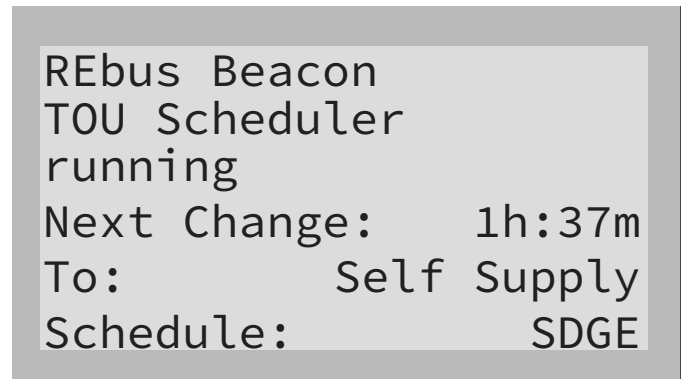 REbus Beacon
TOU Scheduler
running
Next Change: 1h:37m
To: Self Supply
Schedule: SDGE